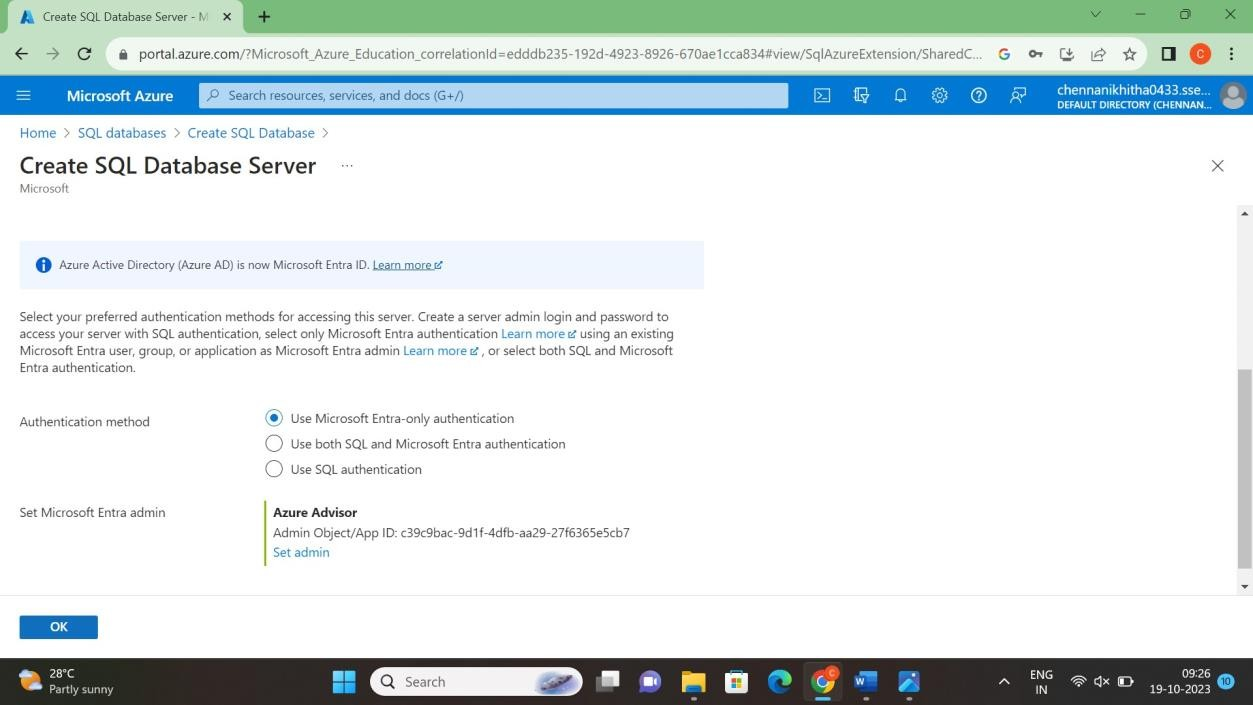 Create SQL Database Server - M
portal.azure.com/?Microsoft_Azure_Education_correlationId=edddb235-192d-4923-8926-670ae1cca834#view/SqlAzureExtension/SharedC...
C
Microsoft Azure
Search resources, services, and docs (G+/)
chennanikhitha0433.sse...
DEFAULT DIRECTORY (CHENNAN...
Home > SQL databases > Create SQL Database >
Create SQL Database Server ...
Microsoft
Azure Active Directory (Azure AD) is now Microsoft Entra ID. Learn more
Select your preferred authentication methods for accessing this server. Create a server admin login and password to
access your server with SQL authentication, select only Microsoft Entra authentication Learn more using an existing
Microsoft Entra user, group, or application as Microsoft Entra admin Learn more , or select both SQL and Microsoft
Entra authentication.
Authentication method
Use Microsoft Entra-only authentication
Use both SQL and Microsoft Entra authentication
Use SQL authentication
Set Microsoft Entra admin
Azure Advisor
Admin Object/App ID: c39c9bac-9d1f-4dfb-aa29-27f6365e5cb7
Set admin
OK
28°C
Partly sunny
Search
C
W
ENG
IN
09:26
19-10-2023
10